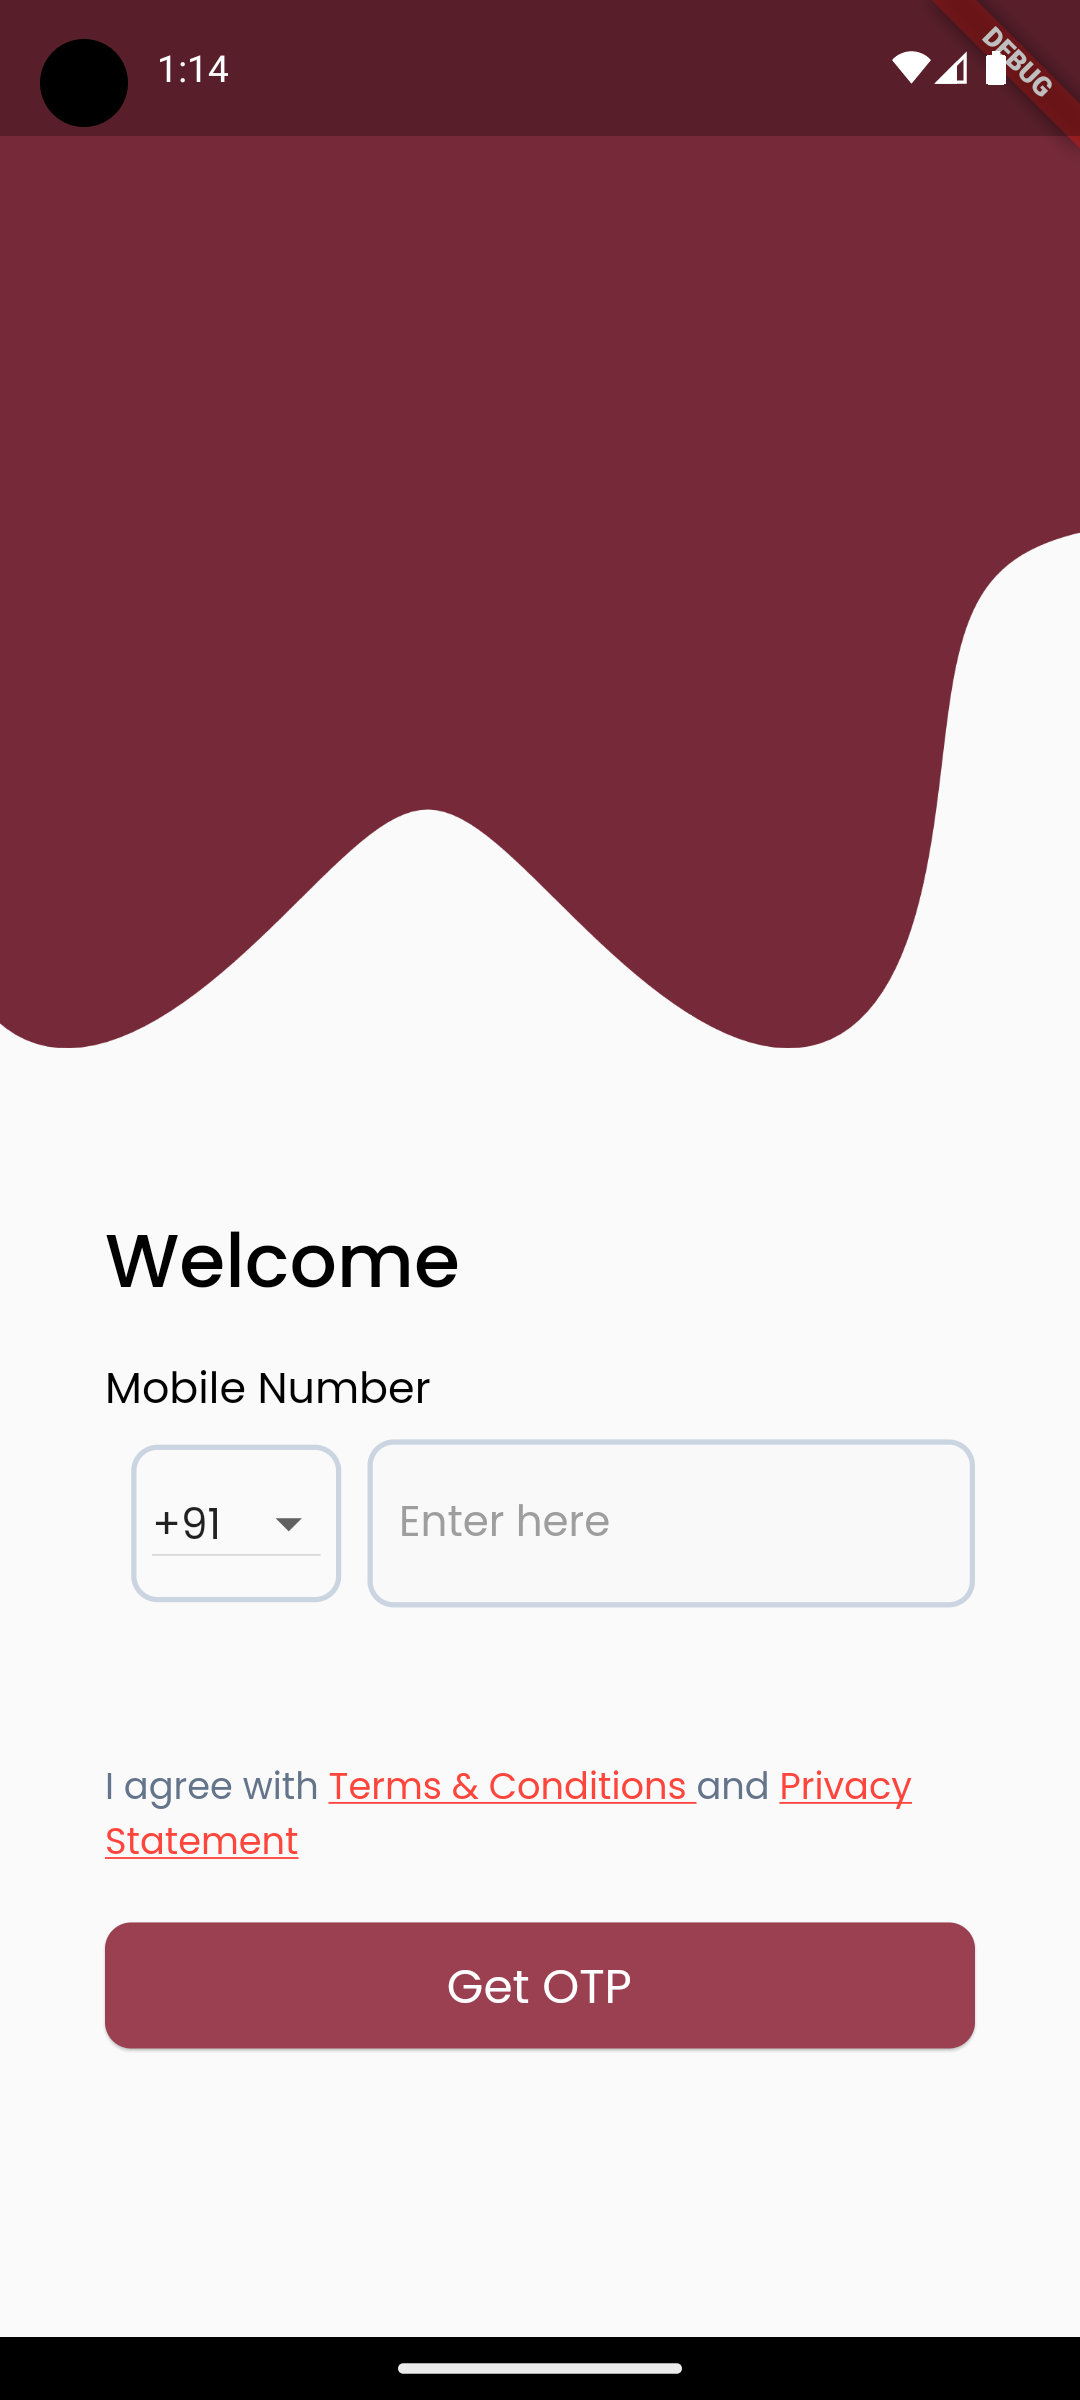 1:14
DEBUG
Welcome
Mobile Number
+91
Enter here
I agree with Terms & Conditions and Privacy
Statement
Get OTP